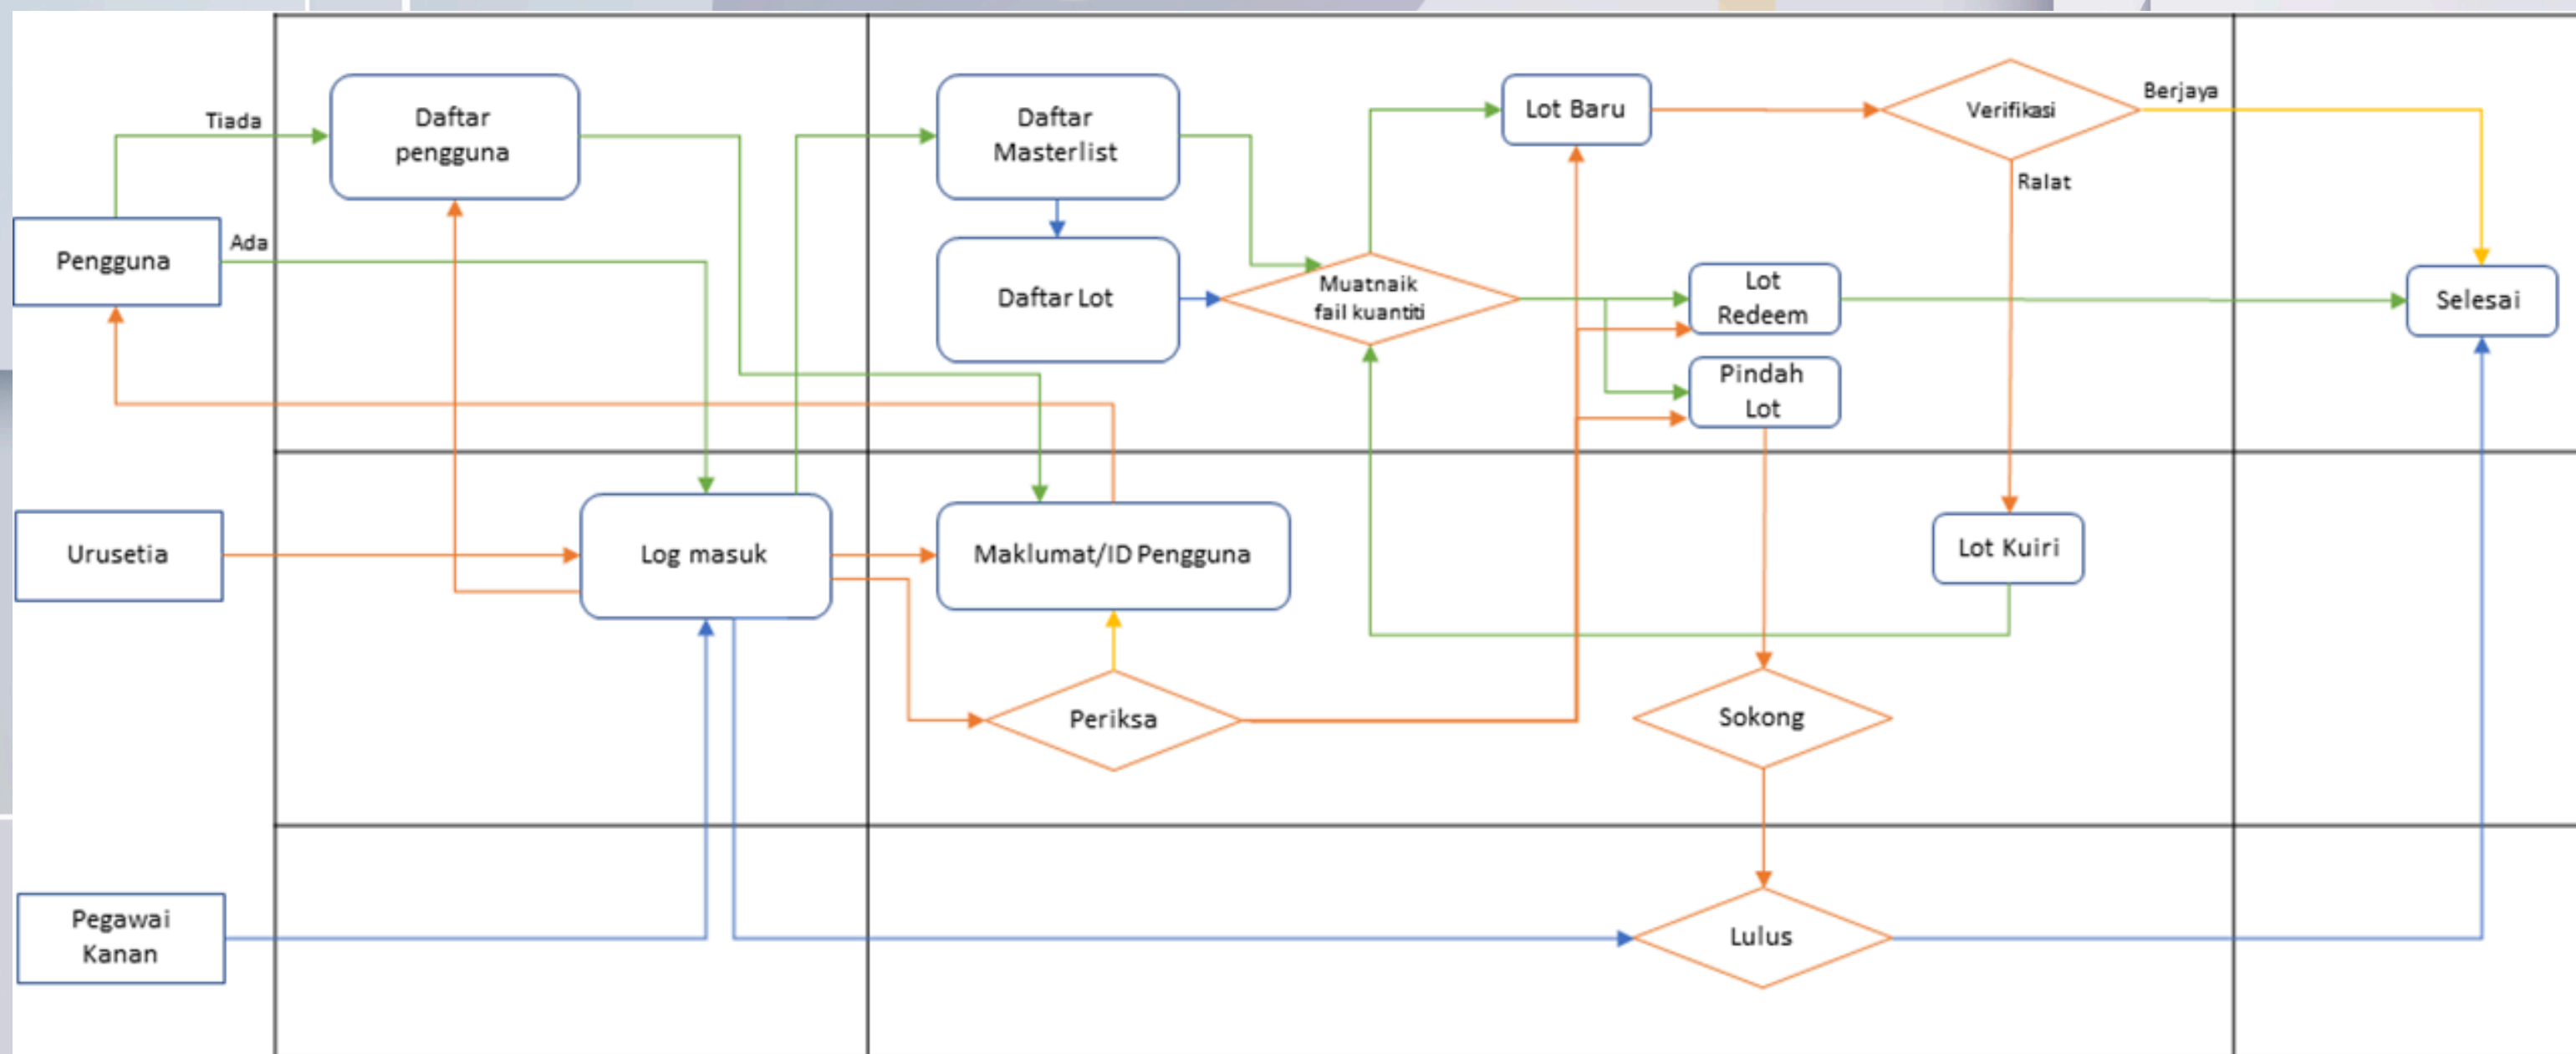 Tiada
Daftar
pengguna
Daftar
Masterlist
Lot Baru
Verifikasi
Berjaya
Ralat
Pengguna
Ada
Daftar Lot
Muatnaik
fail kuantiti
Lot
Redeem
Selesai
Pindah
Lot
Urusetia
Log masuk
Maklumat/ID Pengguna
Lot Kuiri
Periksa
Sokong
Pegawai
Kanan
Lulus